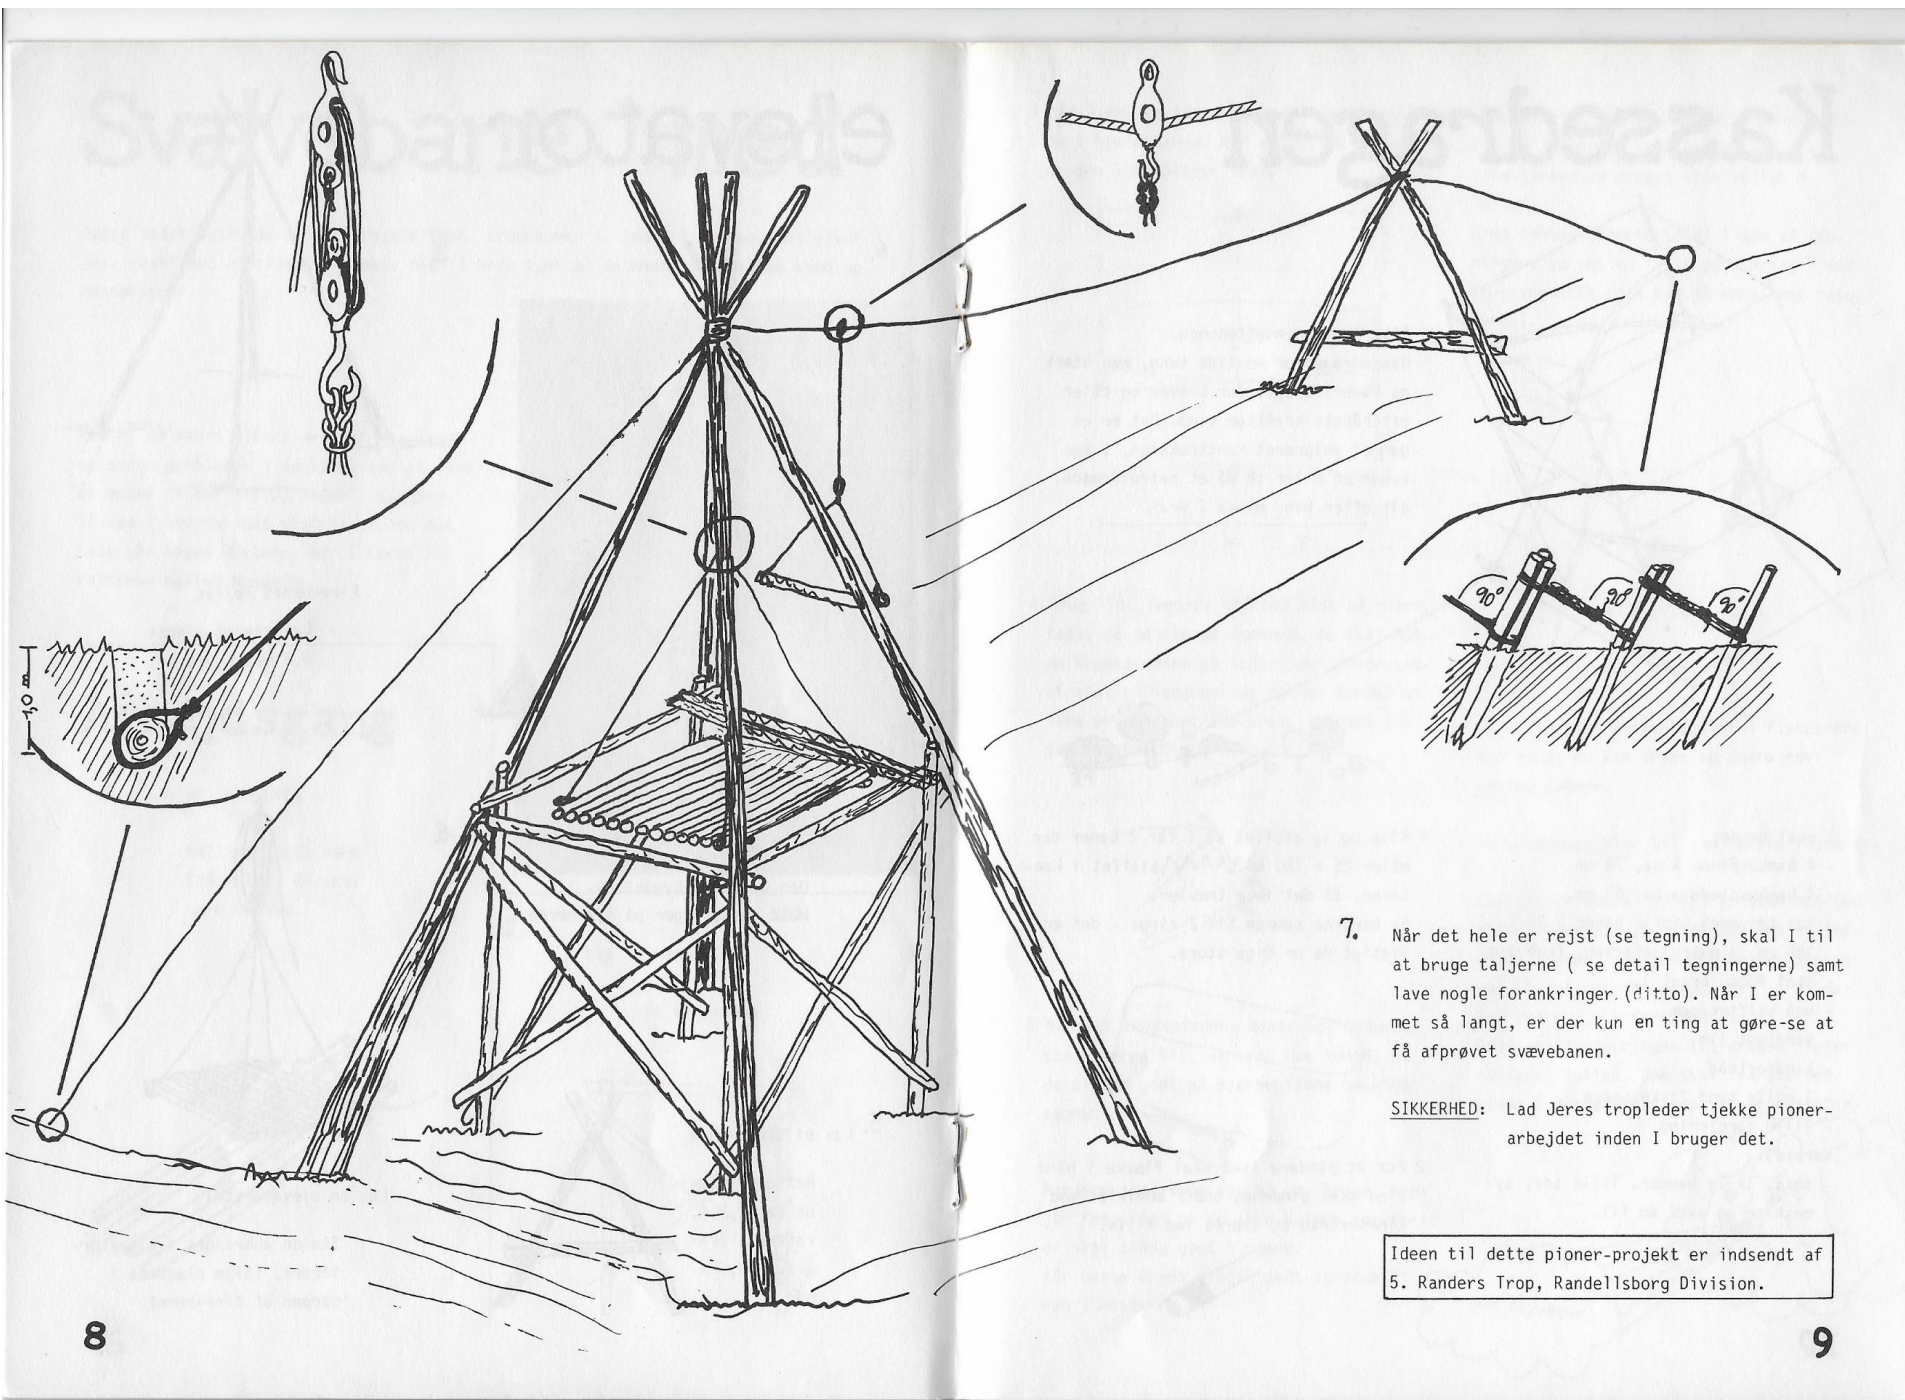 1,0 m
8
90°
90°
90°
7.
Når det hele er rejst (se tegning), skal I til
at bruge taljerne ( se detail tegningerne) samt
lave nogle forankringer.(ditto). Når I er kom-
met så langt, er der kun en ting at gøre-se at
få afprøvet svævebanen.
SIKKERHED: Lad Jeres tropleder tjekke pioner-
arbejdet inden I bruger det.
Ideen til dette pioner-projekt er indsendt af
5. Randers Trop, Randellsborg Division.
9